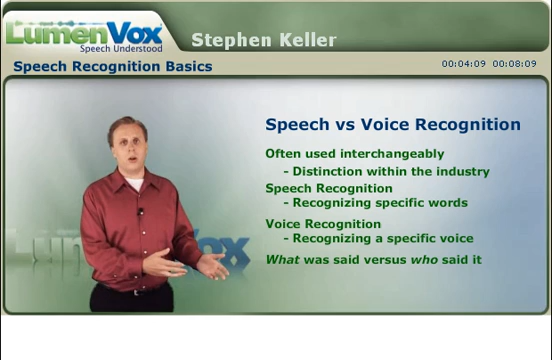 LumenVox
Speech Understood
Stephen Keller
Speech Recognition Basics
00:04:09 00:08:09
Speech vs Voice Recognition
Often used interchangeably
- Distinction within the industry
Speech Recognition
- Recognizing specific words
Voice Recognition
- Recognizing a specific voice
What was said versus who said it
LumenVox